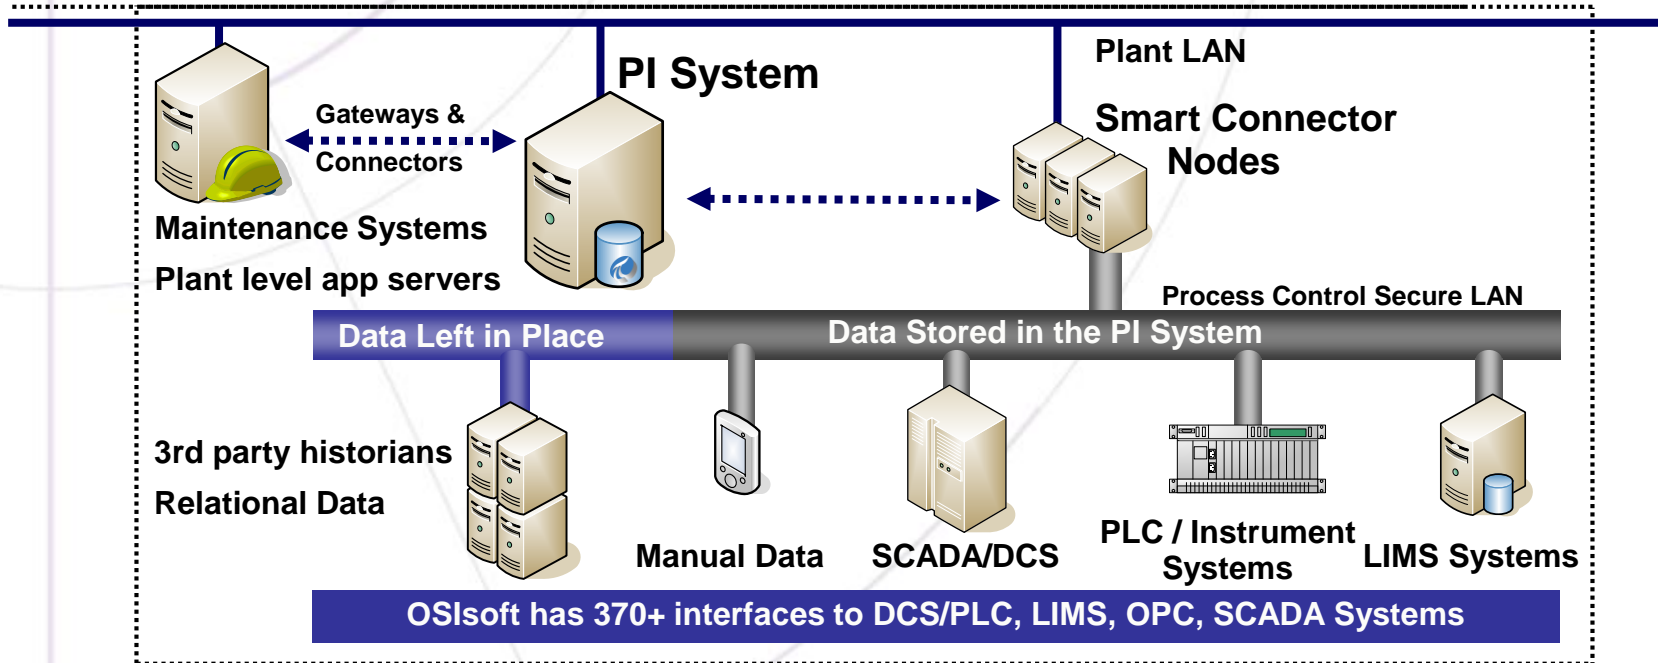 Plant LAN
PI System
Gateways &
Connectors
Smart Connector
Nodes
Maintenance Systems
Plant level app servers
Process Control Secure LAN
Data Left in Place
Data Stored in the PI System
3rd party historians
Relational Data
Manual Data
SCADA/DCS
PLC / Instrument
Systems
LIMS Systems
OSIsoft has 370+ interfaces to DCS/PLC, LIMS, OPC, SCADA Systems